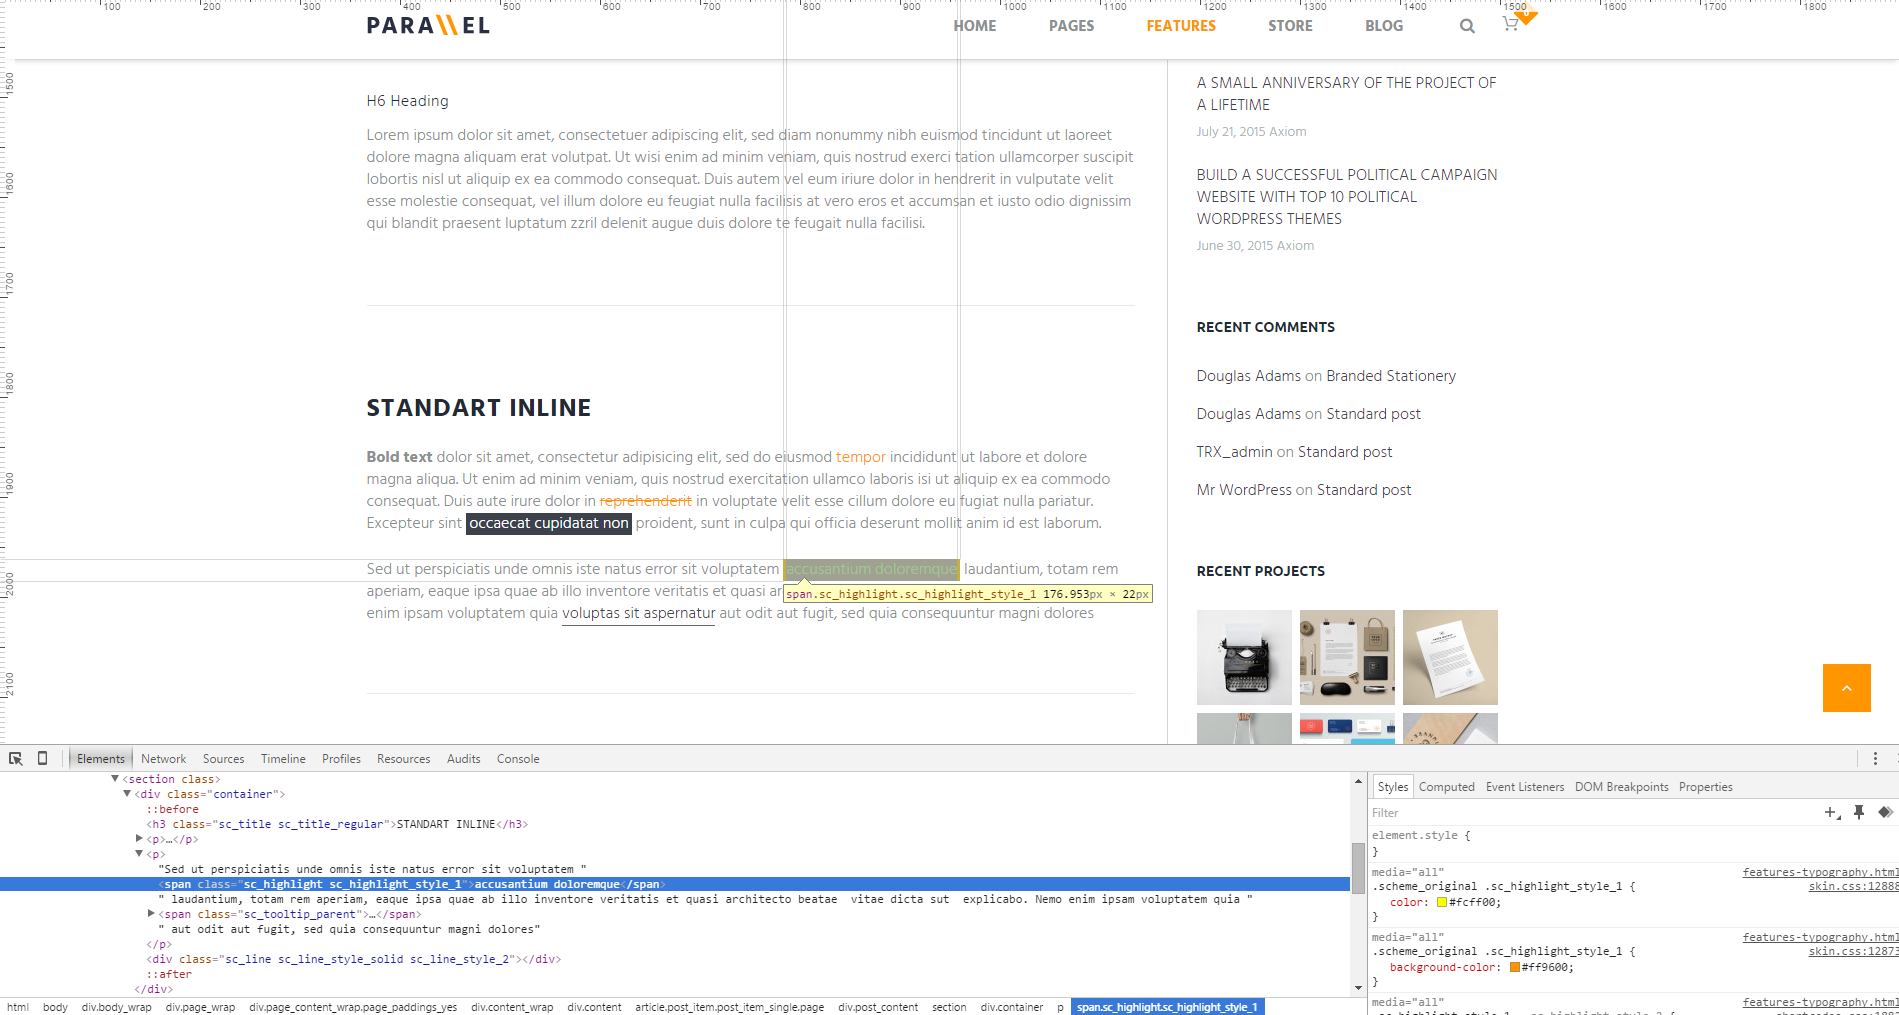 100 200 300 400 500 600 700 800 900 1000 1100 1200 1300 1400 1500 1600 1700 1800
PARALLEL
HOME PAGES FEATURES STORE BLOG
1500
1600
1700
1800
1900
2000
2100
H6 Heading
Lorem ipsum dolor sit amet, consectetuer adipiscing elit, sed diam nonummy nibh euismod tincidunt ut laoreet
dolore magna aliquam erat volutpat. Ut wisi enim ad minim veniam, quis nostrud exerci tation ullamcorper suscipit
lobortis nisl ut aliquip ex ea commodo consequat. Duis autem vel eum iriure dolor in hendrerit in vulputate velit
esse molestie consequat, vel illum dolore eu feugiat nulla facilisis at vero eros et accumsan et iusto odio dignissim
qui blandit praesent luptatum zzril delenit augue duis dolore te feugait nulla facilisi.
STANDART INLINE
Bold text dolor sit amet, consectetur adipisicing elit, sed do eiusmod tempor incididunt ut labore et dolore
magna aliqua. Ut enim ad minim veniam, quis nostrud exercitation ullamco laboris isi ut aliquip ex ea commodo
consequat. Duis aute irure dolor in reprehenderit in voluptate velit esse cillum dolore eu fugiat nulla pariatur.
Excepteur sint occaecat cupidatat non proident, sunt in culpa qui officia deserunt mollit anim id est laborum.
Sed ut perspiciatis unde omnis iste natus error sit voluptatem accusantium doloremque laudantium, totam rem
aperiam, eaque ipsa quae ab illo inventore veritatis et quasi ar
span.sc_highlight.sc_highlight_style_1 176.953px × 22px
enim ipsam voluptatem quia voluptas sit aspernatur aut odit aut fugit, sed quia consequuntur magni dolores
A SMALL ANNIVERSARY OF THE PROJECT OF
A LIFETIME
July 21, 2015 Axiom
BUILD A SUCCESSFUL POLITICAL CAMPAIGN
WEBSITE WITH TOP 10 POLITICAL
WORDPRESS THEMES
June 30, 2015 Axiom
RECENT COMMENTS
Douglas Adams on Branded Stationery
Douglas Adams on Standard post
TRX_admin on Standard post
Mr WordPress on Standard post
RECENT PROJECTS
Elements Network Sources Timeline Profiles Resources Audits Console
<section class>
<div class="container">
::before
<h3 class="sc_title sc_title_regular">STANDART INLINE</h3>
<p>…</p>
<p>
"Sed ut perspiciatis unde omnis iste natus error sit voluptatem "
<span class="sc_highlight sc_highlight_style_1">accusantium doloremque</span>
" laudantium, totam rem aperiam, eaque ipsa quae ab illo inventore veritatis et quasi architecto beatae  vitae dicta sut  explicabo. Nemo enim ipsam voluptatem quia "
<span class="sc_tooltip_parent">…</span>
" aut odit aut fugit, sed quia consequuntur magni dolores"
</p>
<div class="sc_line sc_line_style_solid sc_line_style_2"></div>
::after
</div>
html body div.body_wrap div.page_wrap div.page_content_wrap.page_paddings_yes div.content_wrap div.content article.post_item.post_item_single.page div.post_content section div.container p span.sc_highlight.sc_highlight_style_1
Styles Computed Event Listeners DOM Breakpoints Properties
Filter
element.style {
}
media="all" features-typography.html
.scheme_original .sc_highlight_style_1 { skin.css:12888
color: #fcff00;
}
media="all" features-typography.html
.scheme_original .sc_highlight_style_1 { skin.css:12873
background-color: #ff9600;
}
media="all" features-typography.html